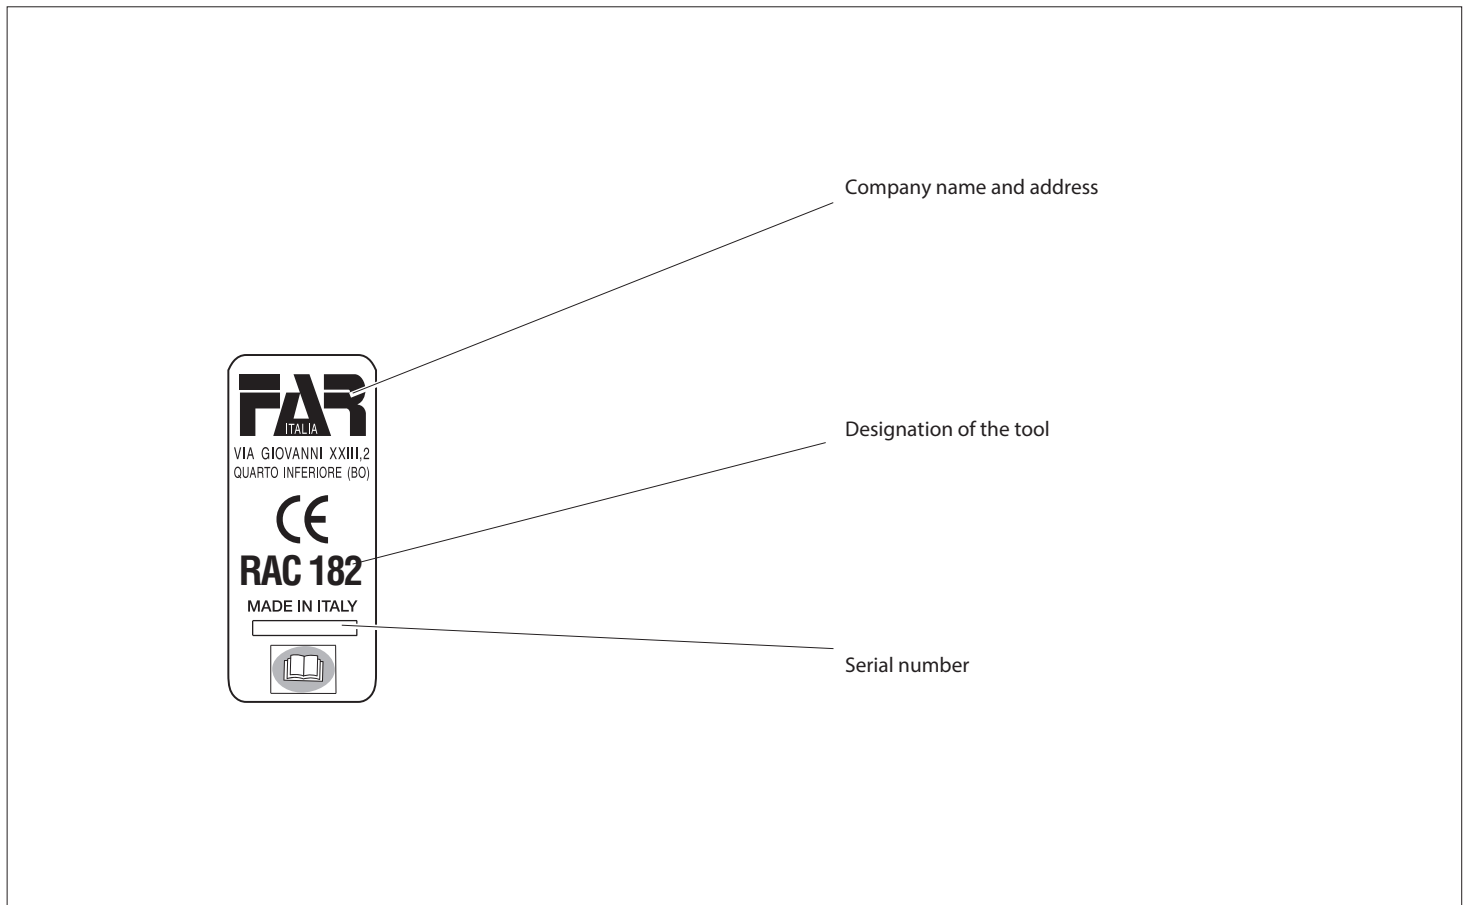 Company name and address
FAR
ITALIA
VIA GIOVANNI XXIII,2
QUARTO INFERIORE (BO)
CE
Designation of the tool
RAC 182
MADE IN ITALY
Serial number